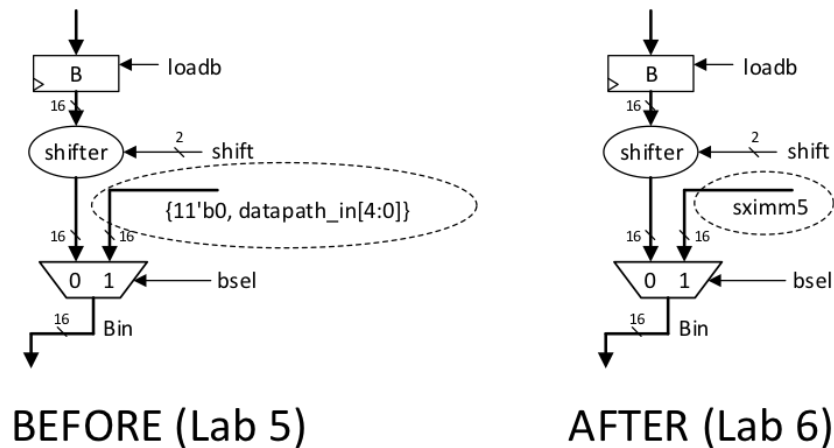 B
loadb
16
shifter
2
shift
{11'b0, datapath_in[4:0]}
16
16
0 1
bsel
16
Bin
BEFORE (Lab 5)
B
loadb
16
shifter
2
shift
sximm5
16
16
0 1
bsel
16
Bin
AFTER (Lab 6)